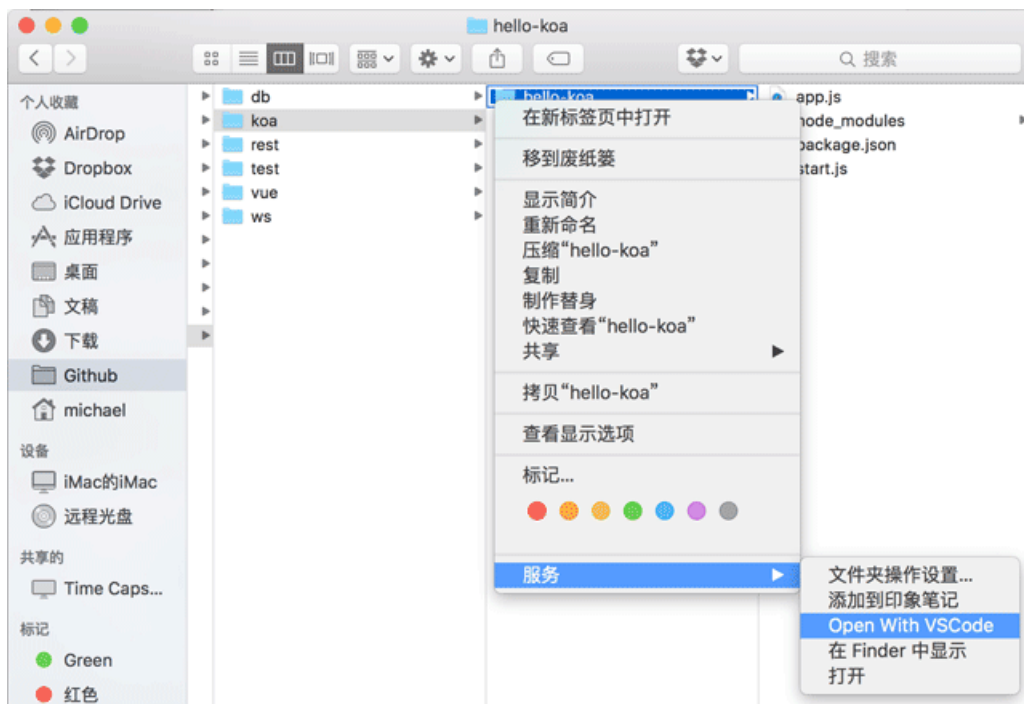 hello-koa
搜索
个人收藏
AirDrop
Dropbox
iCloud Drive
应用程序
桌面
文稿
下载
Github
michael
设备
iMac的iMac
远程光盘
共享的
Time Caps...
标记
Green
红色
db
koa
rest
test
vue
ws
hello-koa
app.js
node_modules
package.json
start.js
在新标签页中打开
移到废纸篓
显示简介
重新命名
压缩“hello-koa”
复制
制作替身
快速查看“hello-koa”
共享
拷贝“hello-koa”
查看显示选项
标记...
服务
文件夹操作设置...
添加到印象笔记
Open With VSCode
在 Finder 中显示
打开